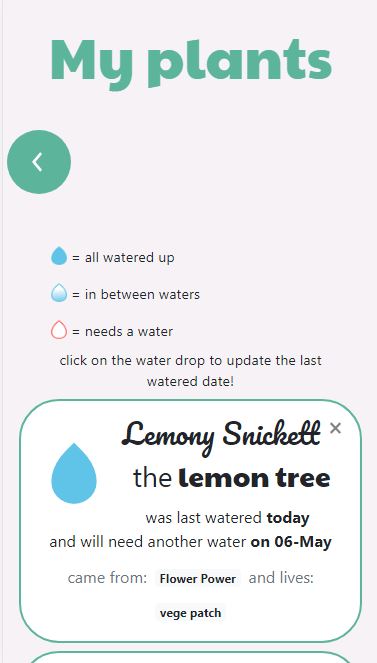 My plants
= all watered up
= in between waters
= needs a water
click on the water drop to update the last
watered date!
Lemony Snickett ×
the lemon tree
was last watered today
and will need another water on 06-May
came from: Flower Power and lives:
vege patch